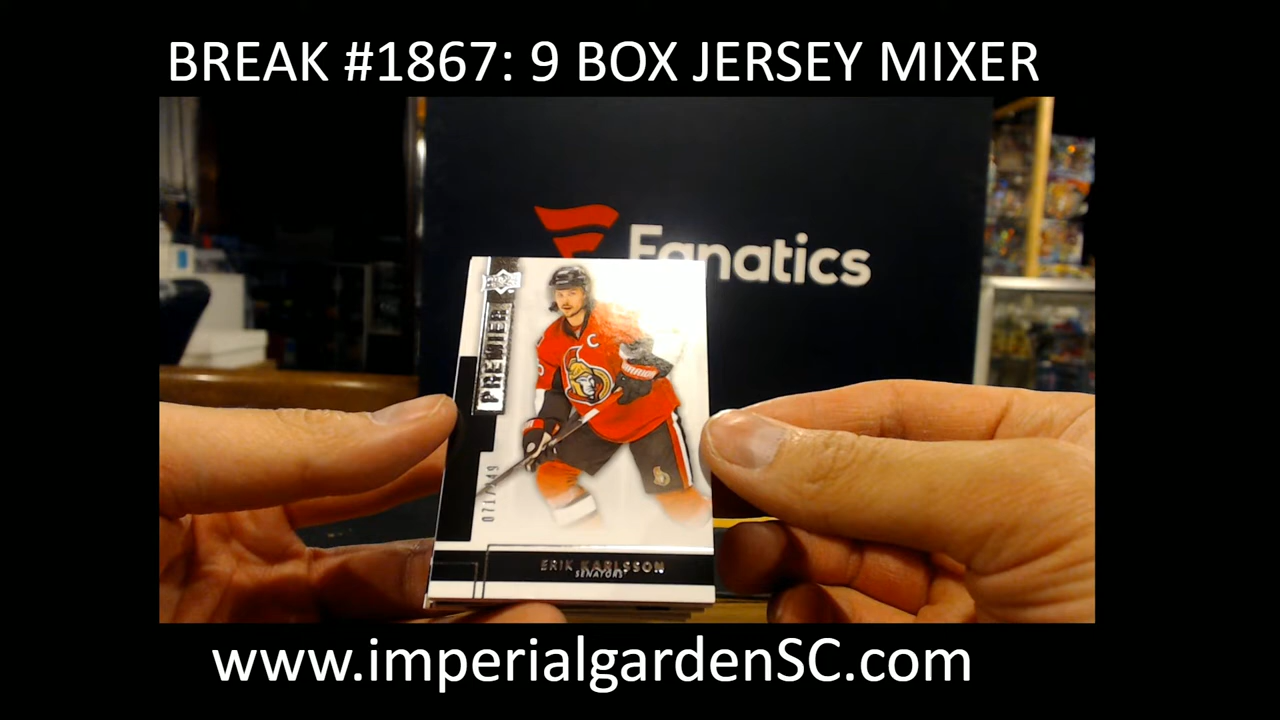 BREAK #1867: 9 BOX JERSEY MIXER
Fanatics
PREMIER
C
ERIK KARLSSON
SENATORS
www.imperialgardenSC.com